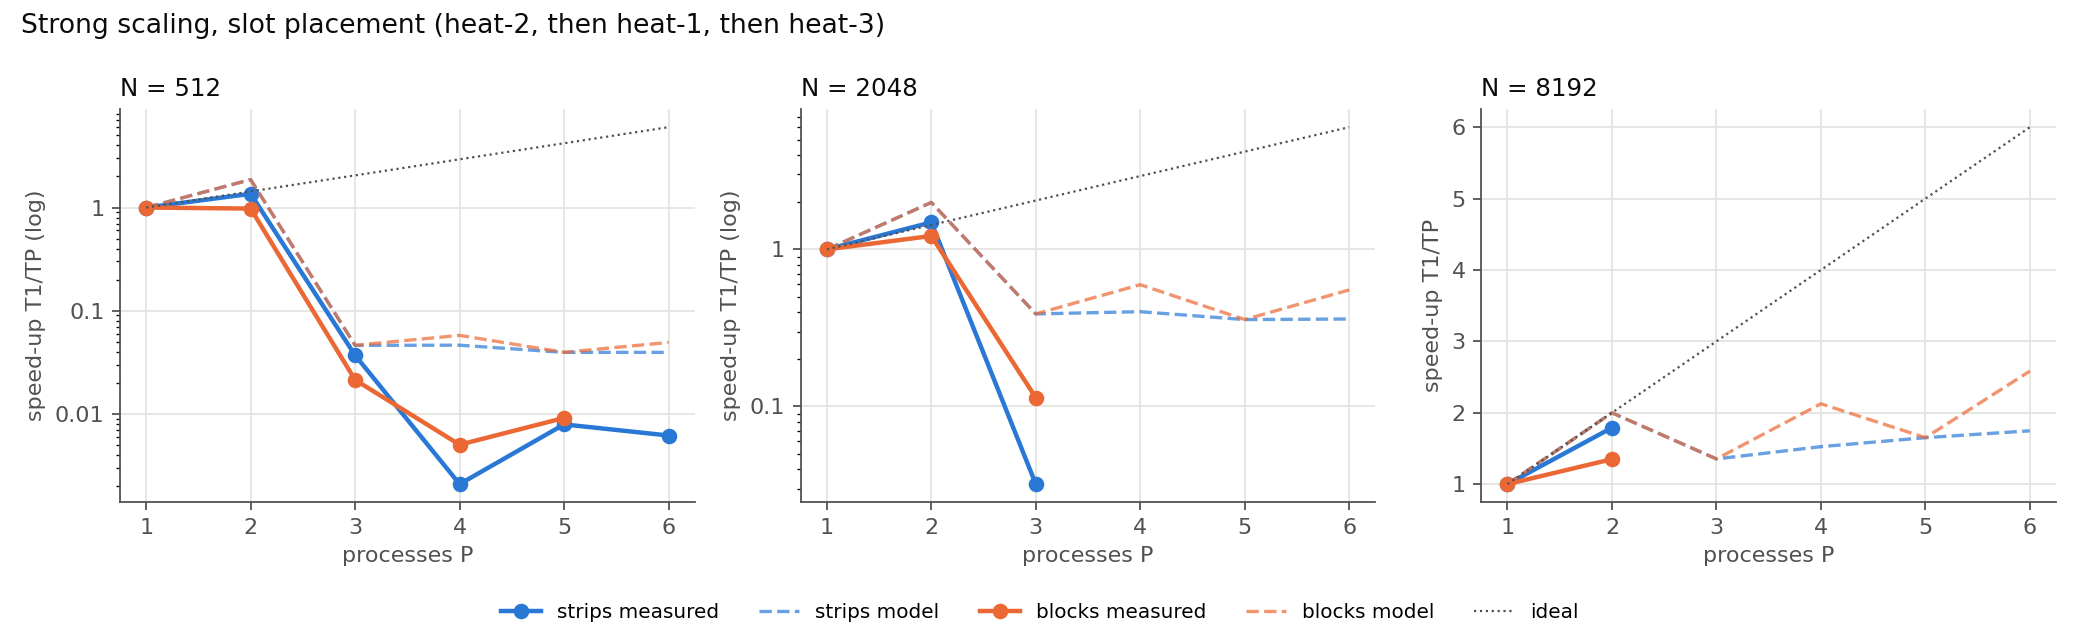 Strong scaling, slot placement (heat-2, then heat-1, then heat-3)
N = 512
speed-up T1/TP (log)
1
0.1
0.01
1 2 3 4 5 6
processes P
N = 2048
speed-up T1/TP (log)
1
0.1
1 2 3 4 5 6
processes P
N = 8192
speed-up T1/TP
6
5
4
3
2
1
1 2 3 4 5 6
processes P
strips measured strips model blocks measured blocks model ideal